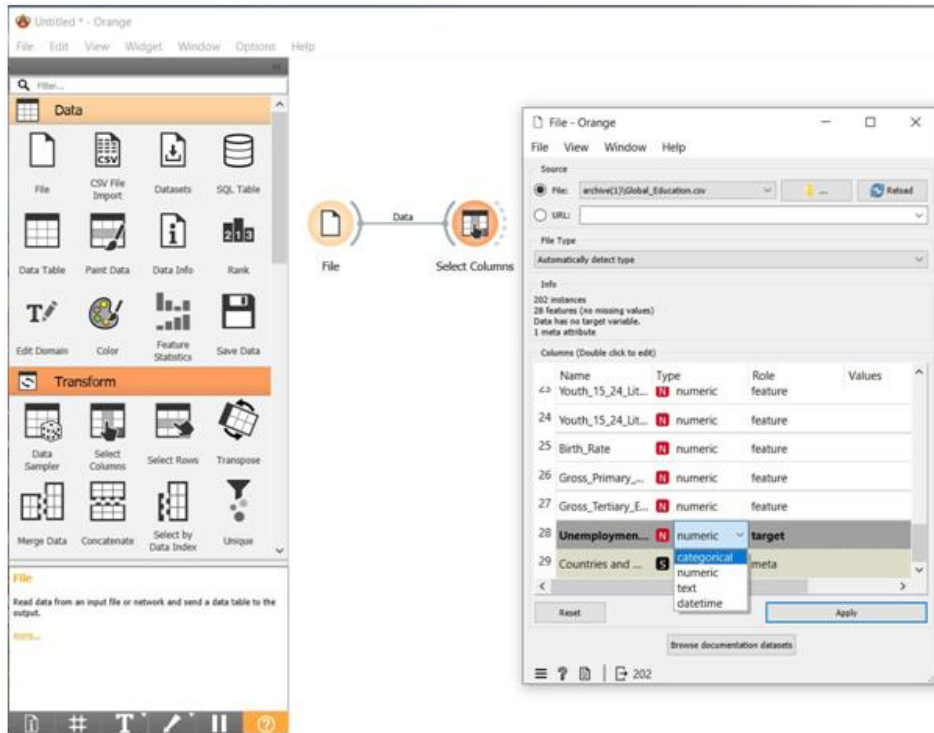 Untitled * - Orange
File Edit View Widget Window Options Help
Filter...
Data
File CSV File Import Datasets SQL Table
Data Table Paint Data Data Info Rank
Edit Domain Color Feature Statistics Save Data
Transform
Data Sampler Select Columns Select Rows Transpose
Merge Data Concatenate Select by Data Index Unique
File
Read data from an input file or network and send a data table to the
output.
more...
File
Data
Select Columns
File - Orange
File View Window Help
Source
File: archive(1)\Global_Education.csv ... Reload
URL:
File Type
Automatically detect type
Info
202 instances
28 features (no missing values)
Data has no target variable.
1 meta attribute
Columns (Double click to edit)
Name Type Role Values
23 Youth_15_24_Lit... N numeric feature
24 Youth_15_24_Lit... N numeric feature
25 Birth_Rate N numeric feature
26 Gross_Primary_... N numeric feature
27 Gross_Tertiary_E... N numeric feature
28 Unemploymen... N numeric target
29 Countries and ... S meta
categorical
numeric
text
datetime
Reset Apply
Browse documentation datasets
202